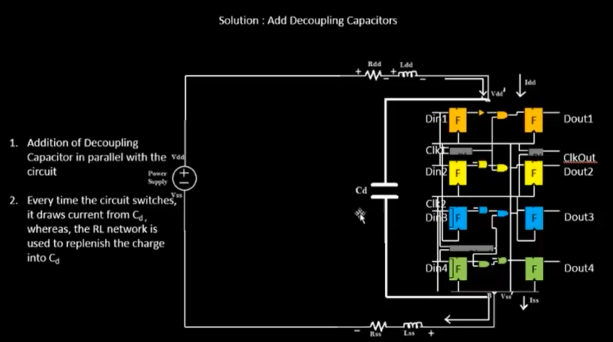 Solution : Add Decoupling Capacitors
Rdd Ldd
+ - + -
Idd
Vdd'
Din1 F F Dout1
1. Addition of Decoupling
Capacitor in parallel with the
circuit
Vdd
Clk1
ClkOut
Din2 F F Dout2
Power
Supply
+
-
Cd
Vss
2. Every time the circuit switches,
it draws current from Cd,
whereas, the RL network is
used to replenish the charge
into Cd
Clk2
Din3 F F Dout3
Din4 F F Dout4
Vss'
Iss
- +
Rss Lss